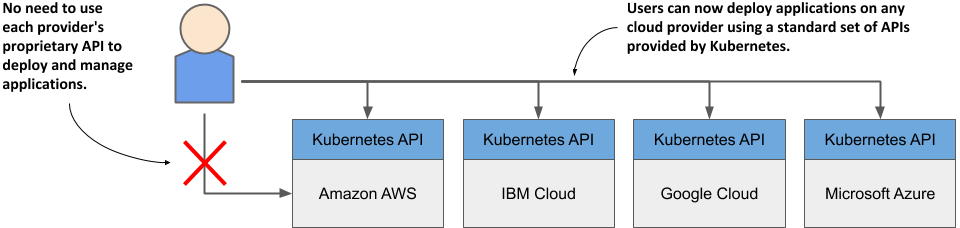 No need to use
each provider's
proprietary API to
deploy and manage
applications.
Users can now deploy applications on any
cloud provider using a standard set of APIs
provided by Kubernetes.
Kubernetes API
Kubernetes API
Kubernetes API
Kubernetes API
Amazon AWS
IBM Cloud
Google Cloud
Microsoft Azure